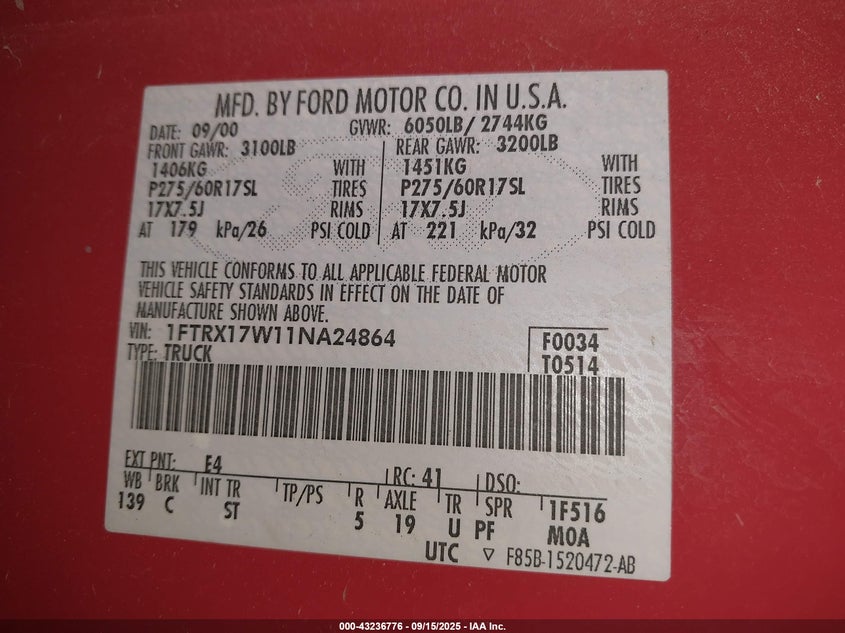 MFD. BY FORD MOTOR CO. IN U.S.A.
DATE: 09/00 GVWR: 6050LB/ 2744KG
FRONT GAWR: 3100LB REAR GAWR: 3200LB
1406KG WITH 1451KG WITH
P275/60R17SL TIRES P275/60R17SL TIRES
17X7.5J RIMS 17X7.5J RIMS
AT 179 kPa/26 PSI COLD AT 221 kPa/32 PSI COLD
THIS VEHICLE CONFORMS TO ALL APPLICABLE FEDERAL MOTOR
VEHICLE SAFETY STANDARDS IN EFFECT ON THE DATE OF
MANUFACTURE SHOWN ABOVE.
VIN: 1FTRX17W11NA24864 F0034
TYPE: TRUCK T0514
EXT PNT: E4 RC: 41 DSO:
WB BRK INT TR TP/PS R AXLE TR SPR 1F516
139 C ST 5 19 U PF MOA
UTC ▽ F85B-1520472-AB
000-43236776 - 09/15/2025 - IAA Inc.